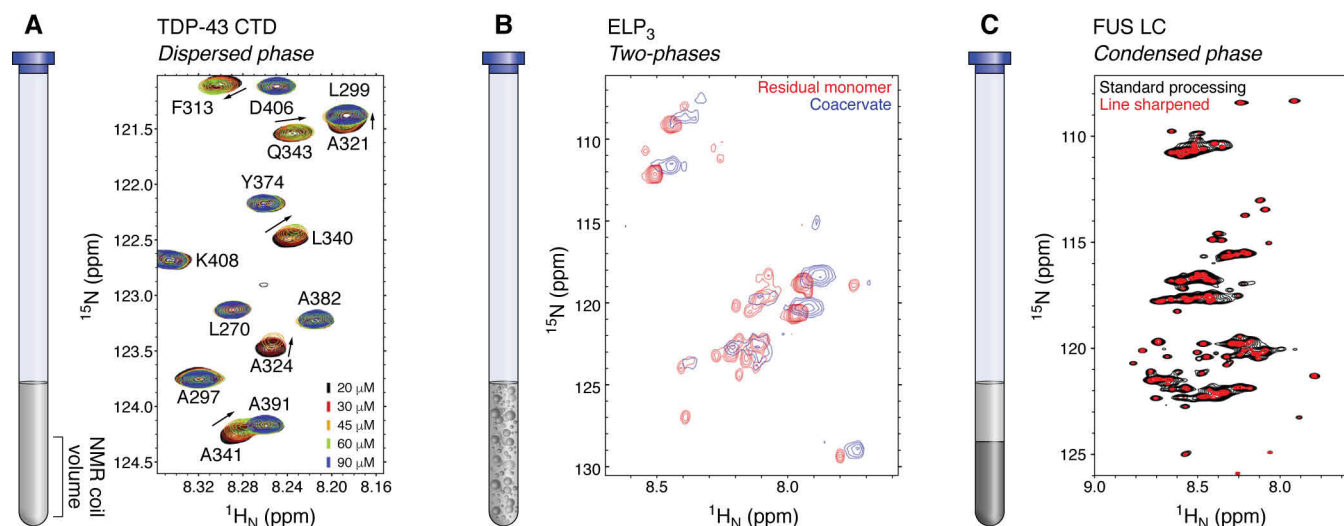 A
TDP-43 CTD
Dispersed phase
F313
D406
L299
Q343
A321
Y374
L340
K408
A382
L270
A324
A297
A391
A341
20 μM
30 μM
45 μM
60 μM
90 μM
121.5
122.0
122.5
123.0
123.5
124.0
124.5
15N (ppm)
8.32
8.28
8.24
8.20
8.16
1HN (ppm)
NMR coil
volume
B
ELP3
Two-phases
Residual monomer
Coacervate
110
115
120
125
130
15N (ppm)
8.5
8.0
1HN (ppm)
C
FUS LC
Condensed phase
Standard processing
Line sharpened
110
115
120
125
15N (ppm)
9.0
8.5
8.0
1HN (ppm)